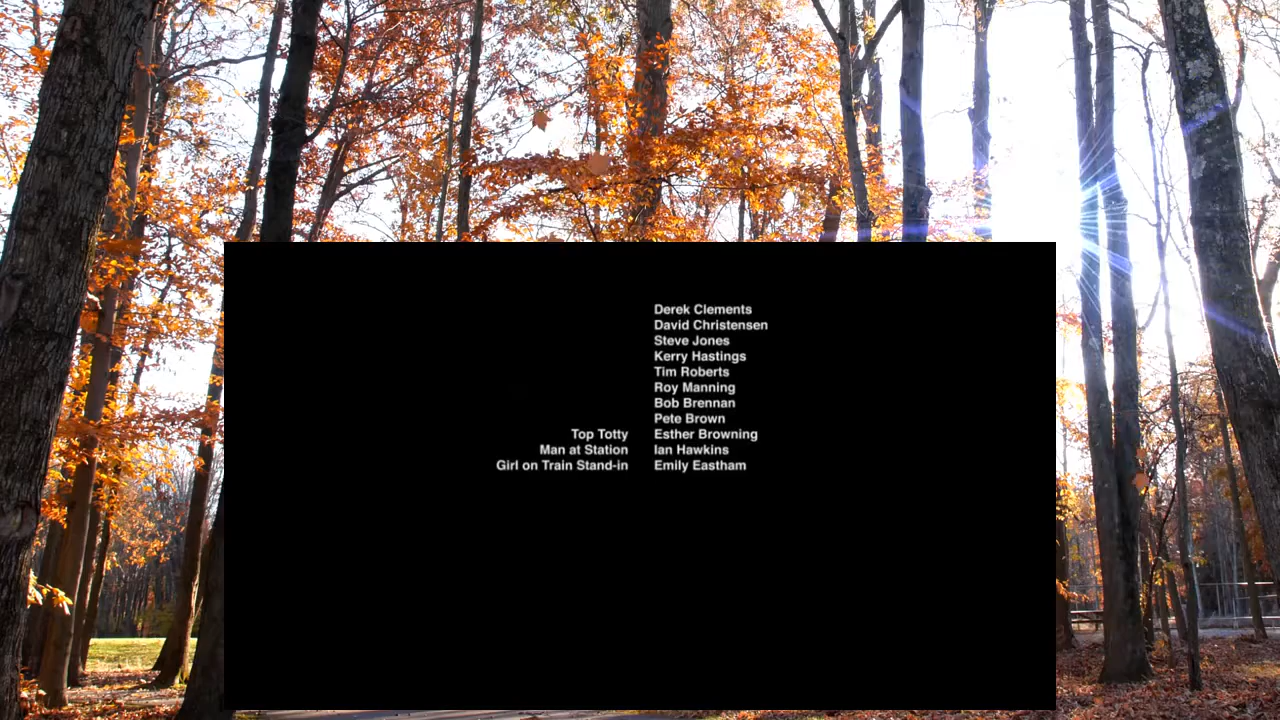 Derek Clements
David Christensen
Steve Jones
Kerry Hastings
Tim Roberts
Roy Manning
Bob Brennan
Pete Brown
Top Totty Esther Browning
Man at Station Ian Hawkins
Girl on Train Stand-in Emily Eastham